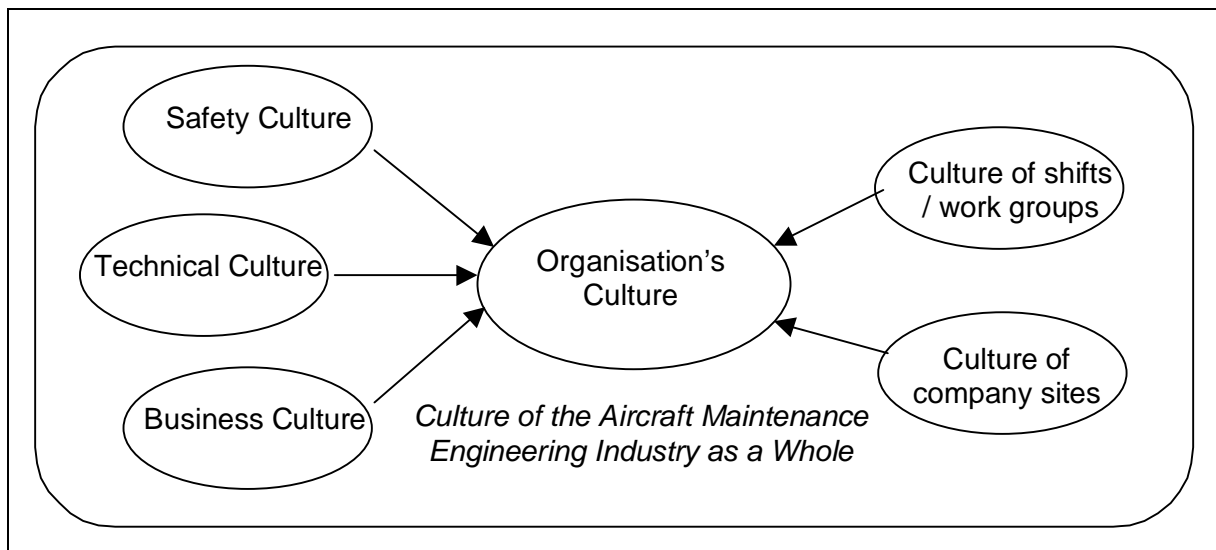 Safety Culture
Technical Culture
Business Culture
Organisation’s
Culture
Culture of shifts
/ work groups
Culture of
company sites
Culture of the Aircraft Maintenance
Engineering Industry as a Whole